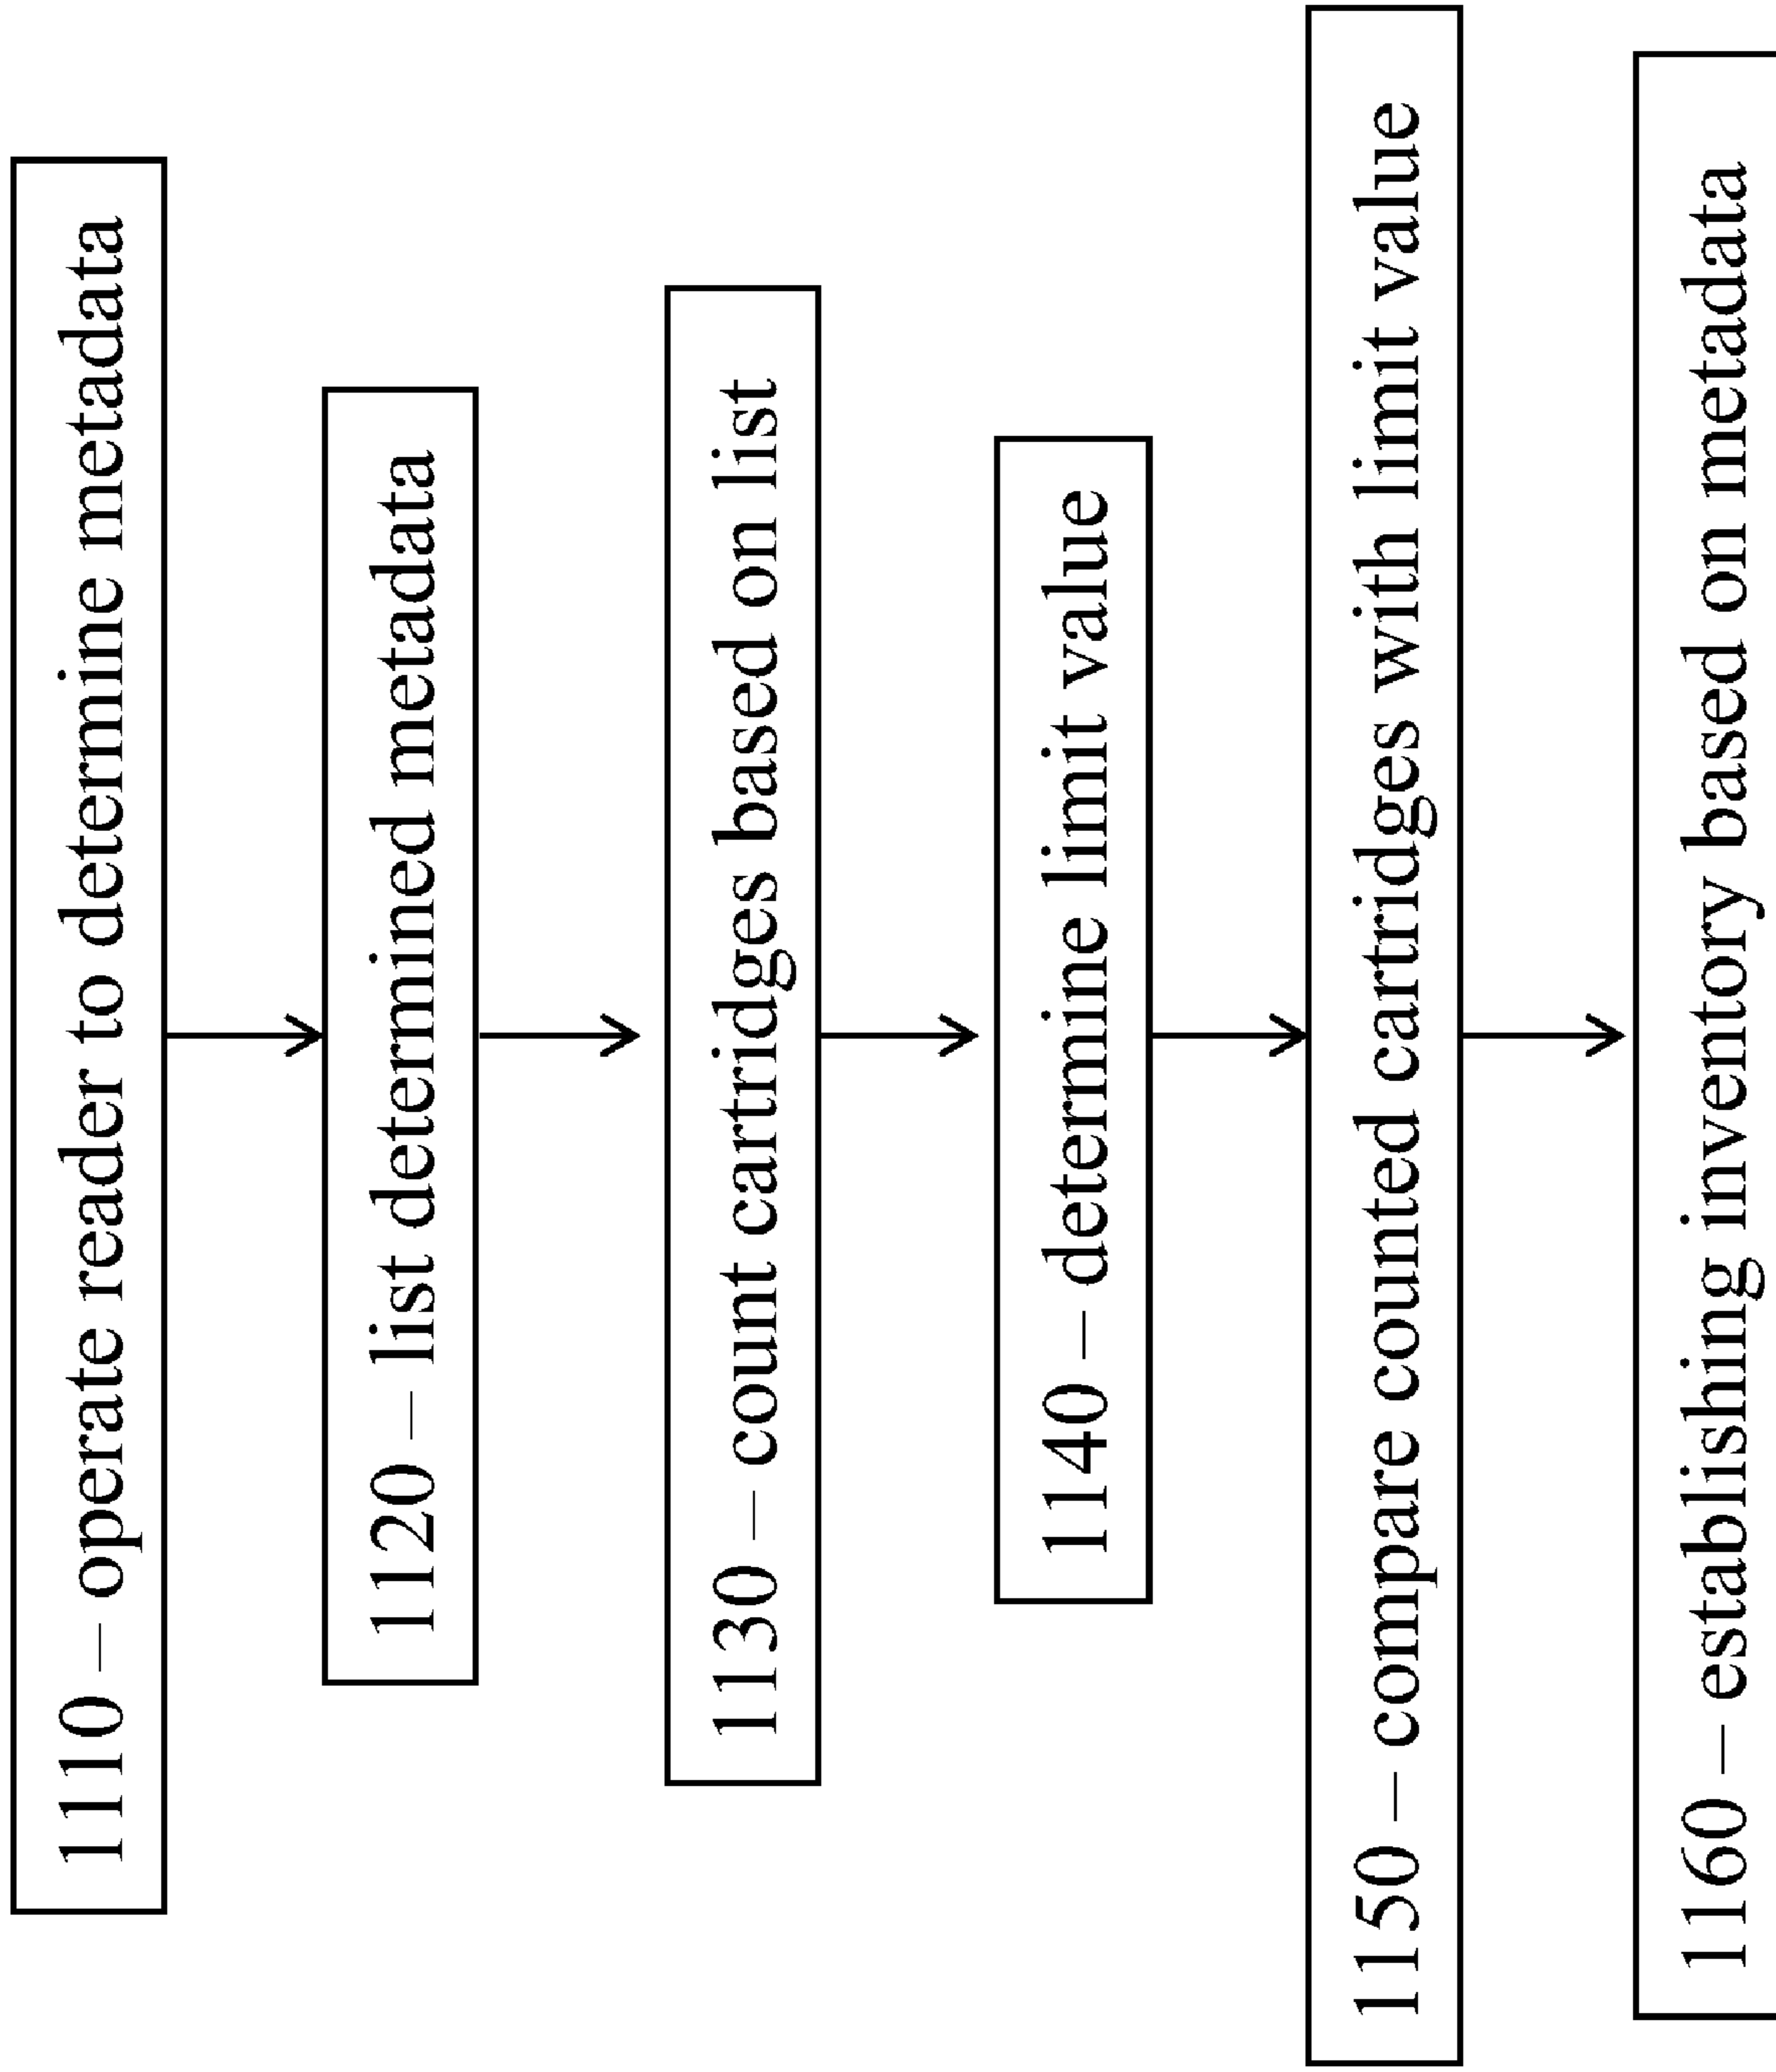 1110 – operate reader to determine metadata
1120 – list determined metadata
1130 – count cartridges based on list
1140 – determine limit value
1150 – compare counted cartridges with limit value
1160 – establishing inventory based on metadata